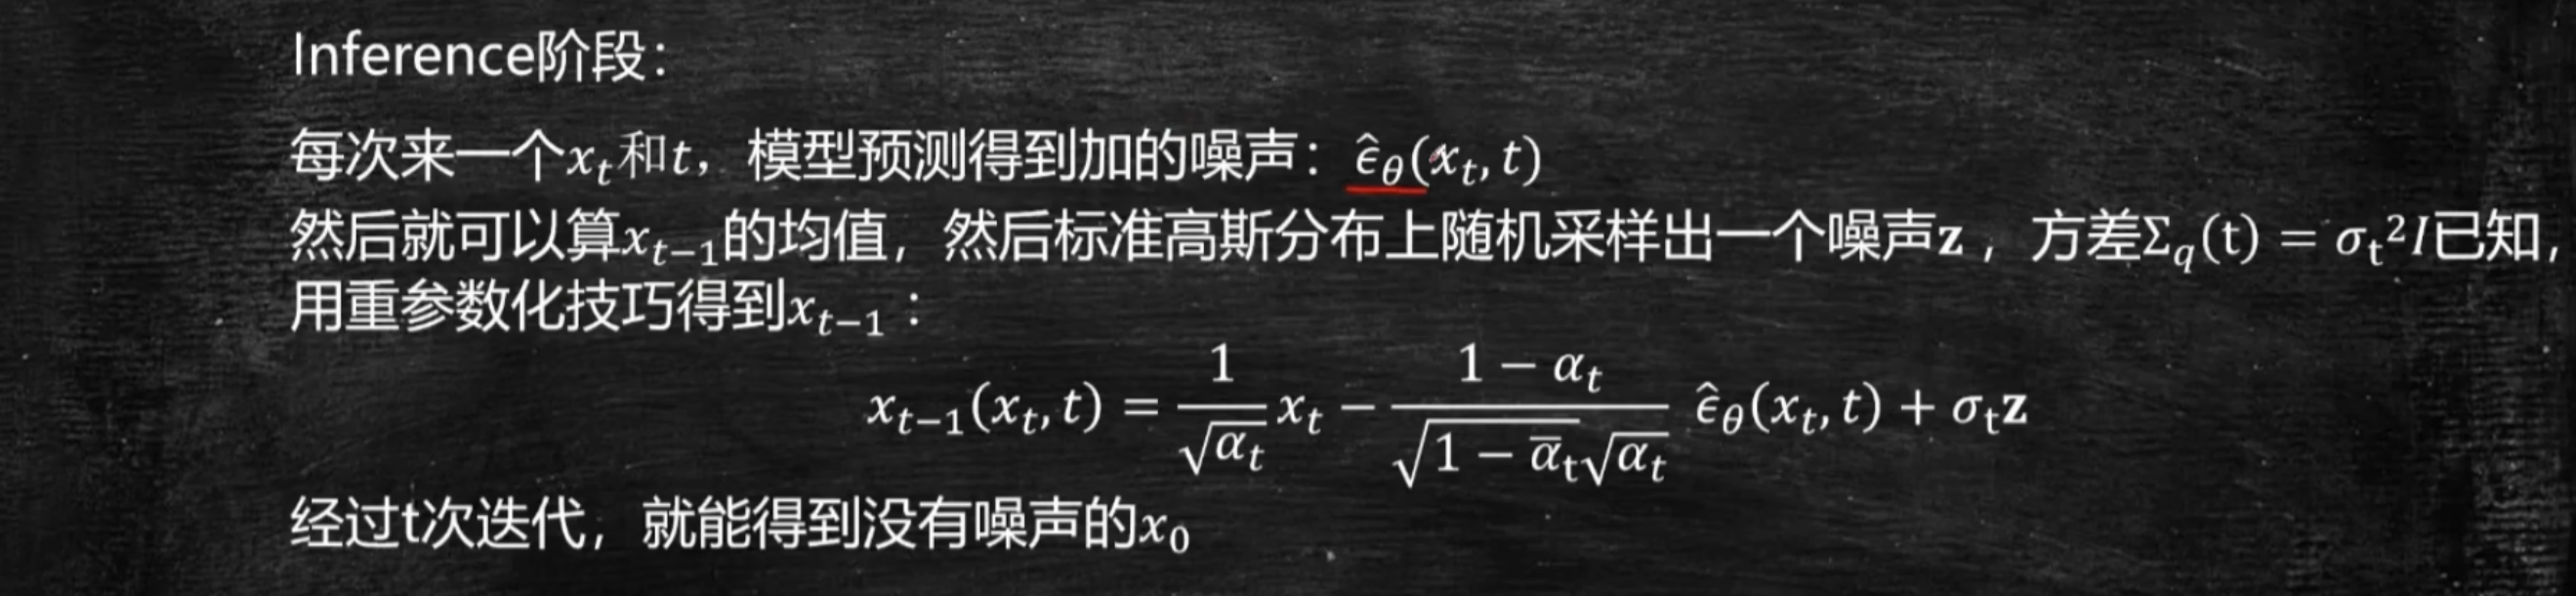 Inference阶段：
每次来一个$x_t$和$t$，模型预测得到加的噪声：$\hat{\epsilon}_\theta(x_t, t)$
然后就可以算$x_{t-1}$的均值，然后标准高斯分布上随机采样出一个噪声$\mathbf{z}$，方差$\Sigma_q(\mathrm{t}) = \sigma_\mathrm{t}{}^2 I$已知，
用重参数化技巧得到$x_{t-1}$：
$x_{t-1}(x_t, t) = \frac{1}{\sqrt{\alpha_t}} x_t - \frac{1 - \alpha_t}{\sqrt{1 - \overline{\alpha}_\mathrm{t}} \sqrt{\alpha_t}} \hat{\epsilon}_\theta(x_t, t) + \sigma_\mathrm{t} \mathbf{z}$
经过t次迭代，就能得到没有噪声的$x_0$